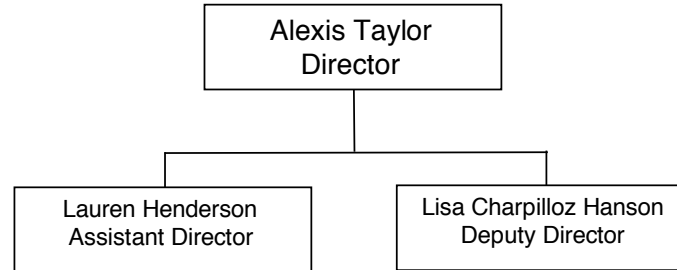 Alexis Taylor
Director
Lauren Henderson
Assistant Director
Lisa Charpilloz Hanson
Deputy Director